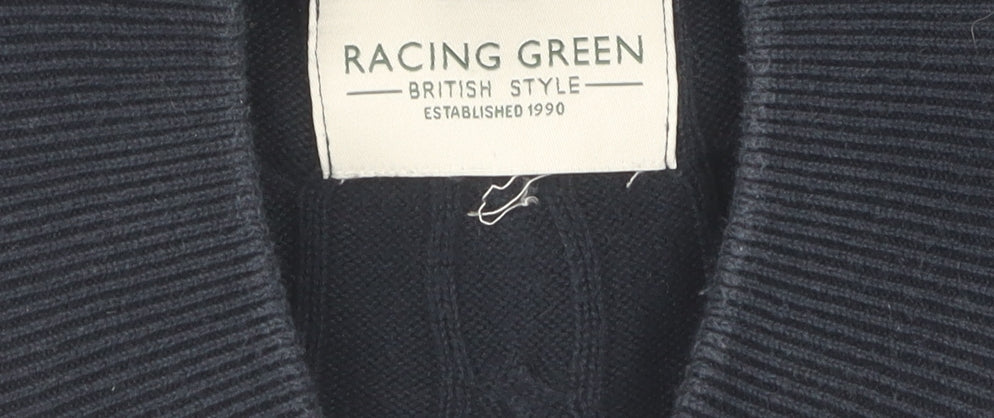 RACING GREEN
BRITISH STYLE
ESTABLISHED 1990